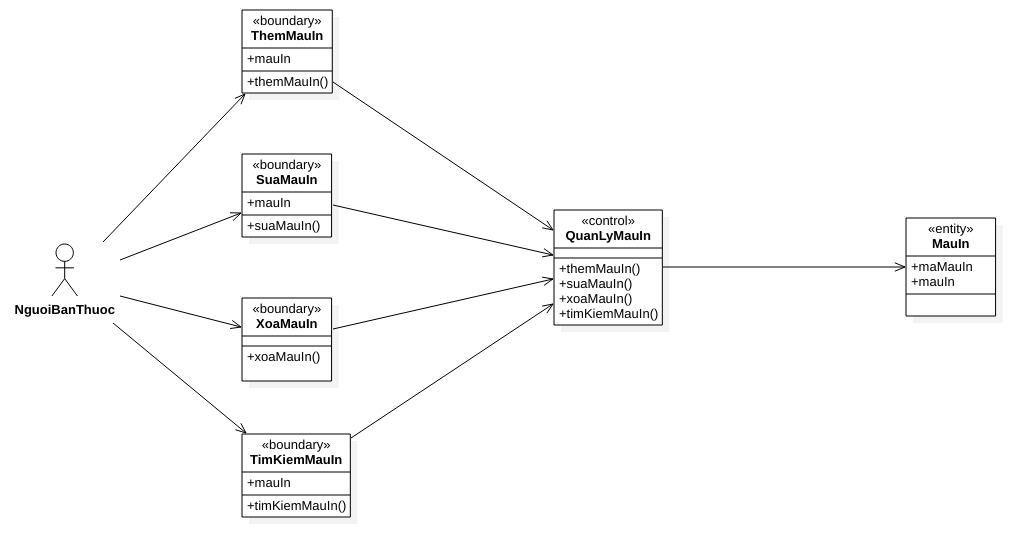 «boundary»
ThemMauIn
+mauIn
+themMauIn()
«boundary»
SuaMauIn
+mauIn
+suaMauIn()
NguoiBanThuoc
«boundary»
XoaMauIn
+xoaMauIn()
«boundary»
TimKiemMauIn
+mauIn
+timKiemMauIn()
«control»
QuanLyMauIn
+themMauIn()
+suaMauIn()
+xoaMauIn()
+timKiemMauIn()
«entity»
MauIn
+maMauIn
+mauIn